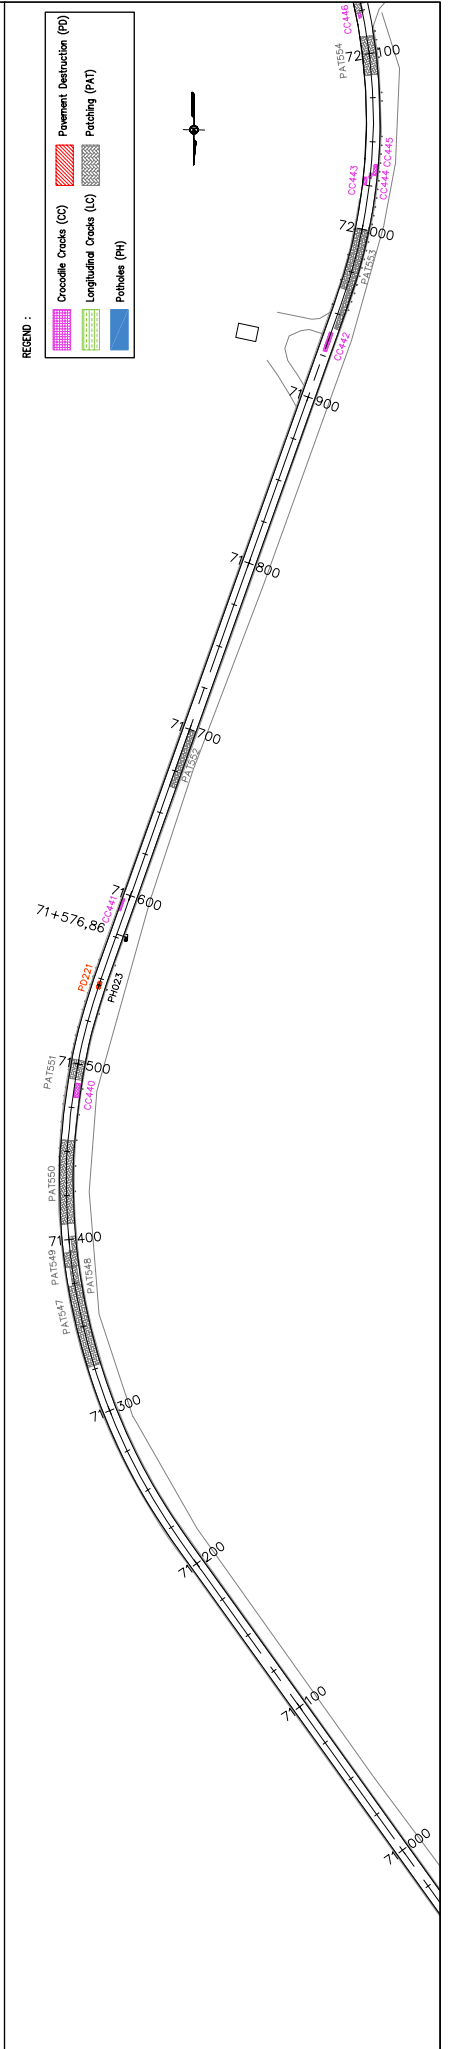 REGEND :
Crocodile Cracks (CC)
Longitudinal Cracks (LC)
Potholes (PH)
Pavement Destruction (PD)
Patching (PAT)
CC446
72+100
PAT554
CC443
CC444
CC445
72+000
PAT553
CC442
71+900
71+800
71+700
PAT552
71+600
CC441
71+576,86
PD221
PH023
71+500
PAT551
CC440
PAT550
71+400
PAT549
PAT548
PAT547
71+300
71+200
71+100
71+000